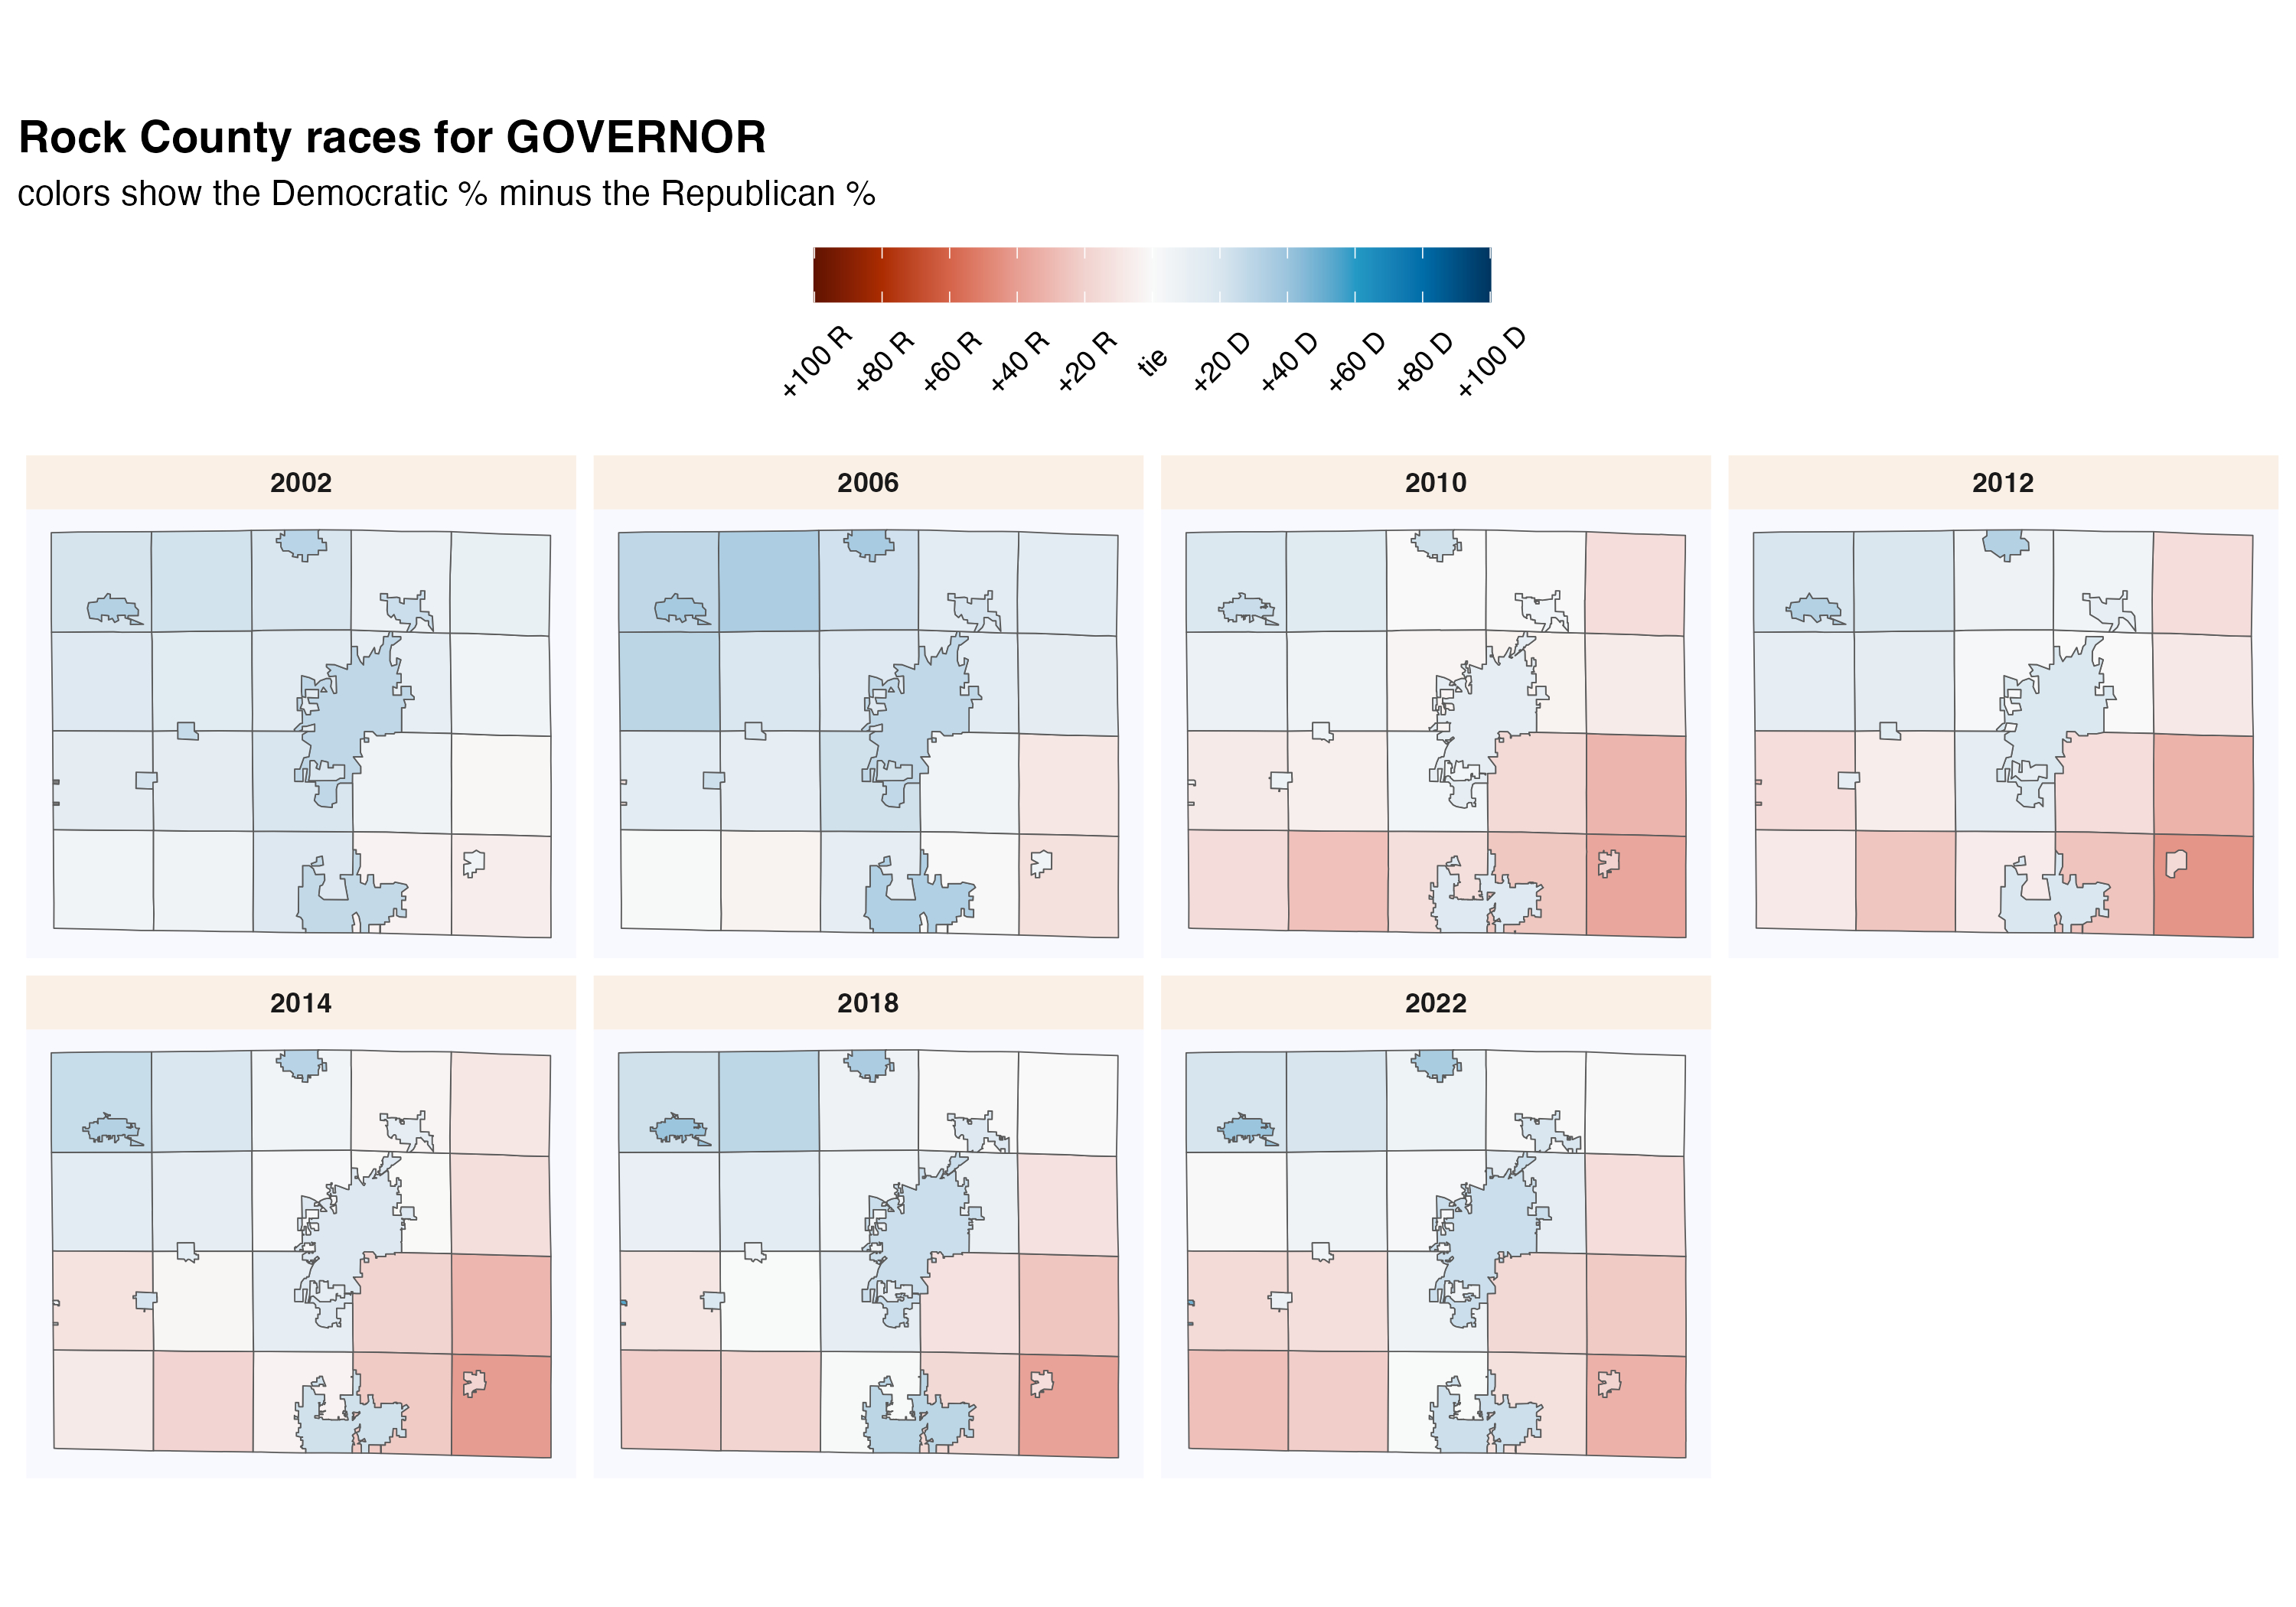 Rock County races for GOVERNOR
colors show the Democratic % minus the Republican %
+100 R
+80 R
+60 R
+40 R
+20 R
tie
+20 D
+40 D
+60 D
+80 D
+100 D
2002
2006
2010
2012
2014
2018
2022